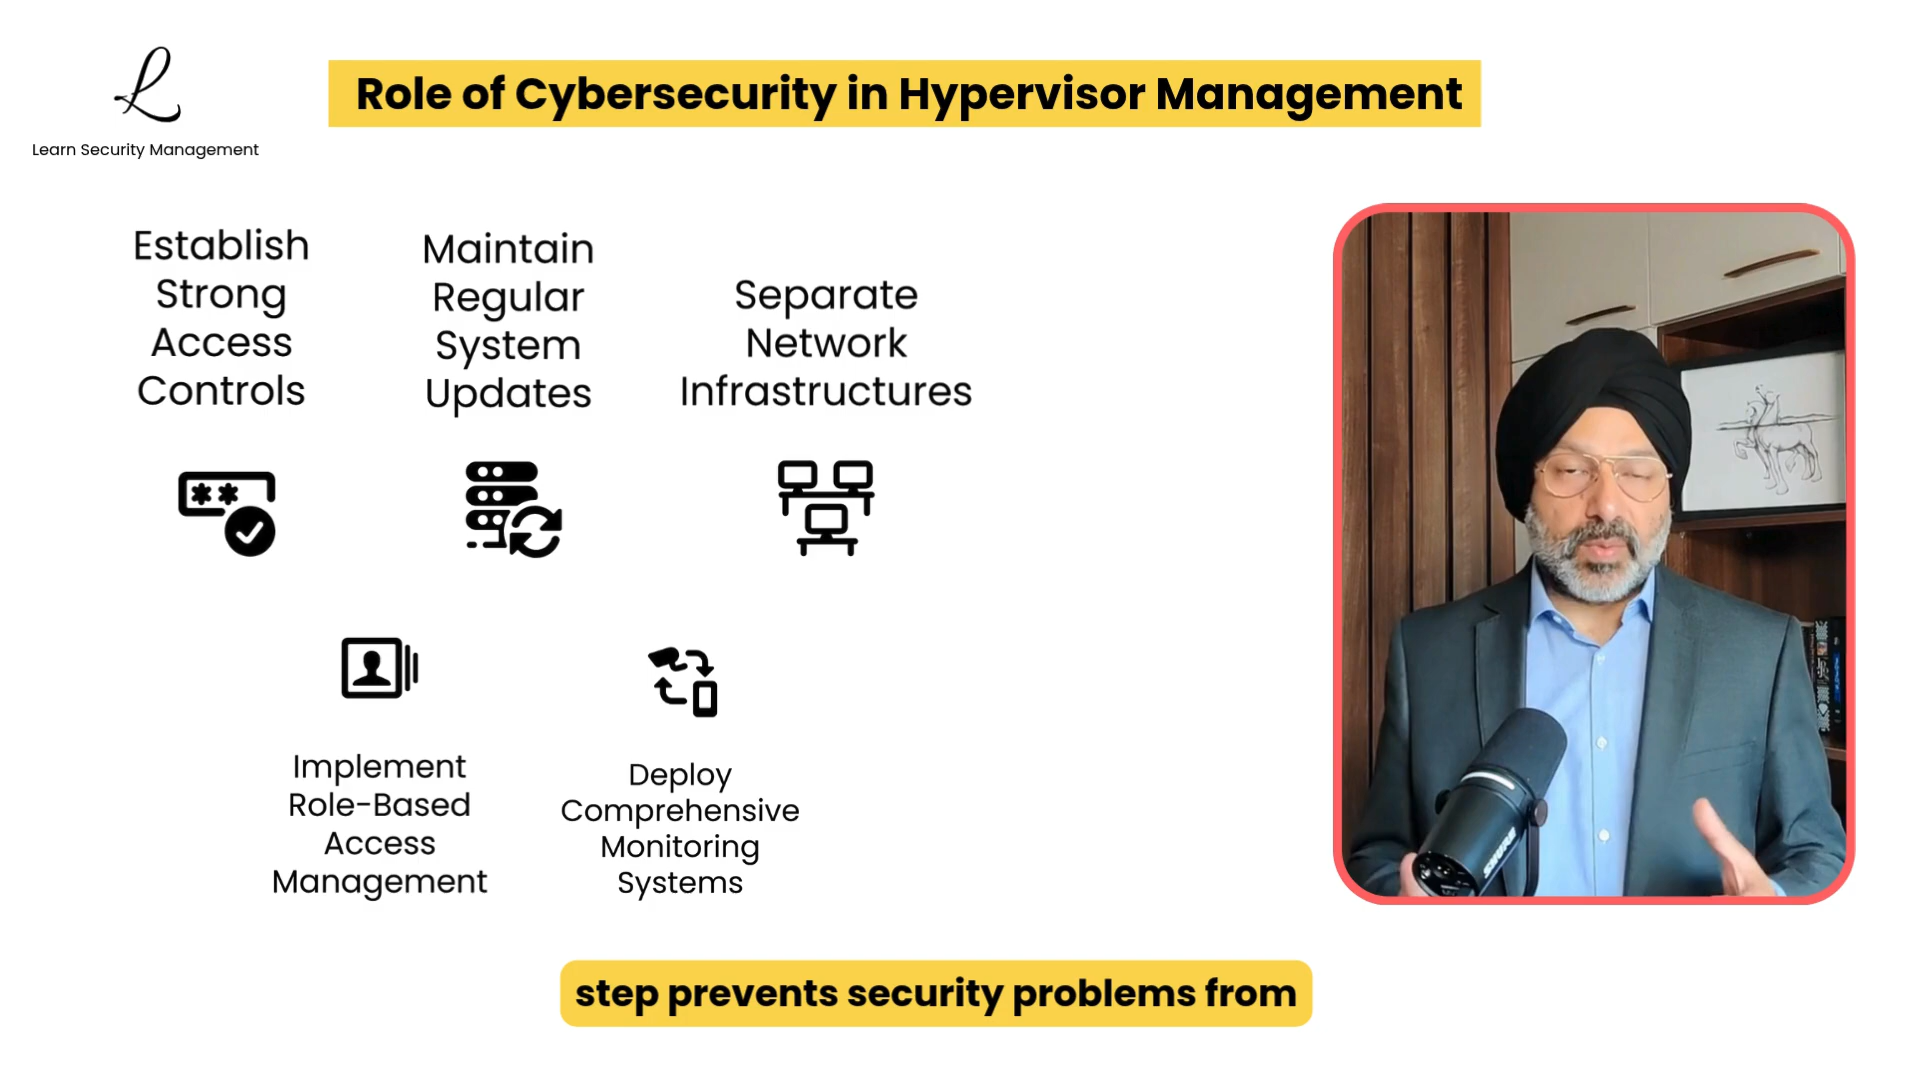 Role of Cybersecurity in Hypervisor Management
Learn Security Management
Establish
Strong
Access
Controls
Maintain
Regular
System
Updates
Separate
Network
Infrastructures
Implement
Role-Based
Access
Management
Deploy
Comprehensive
Monitoring
Systems
SHURE
step prevents security problems from